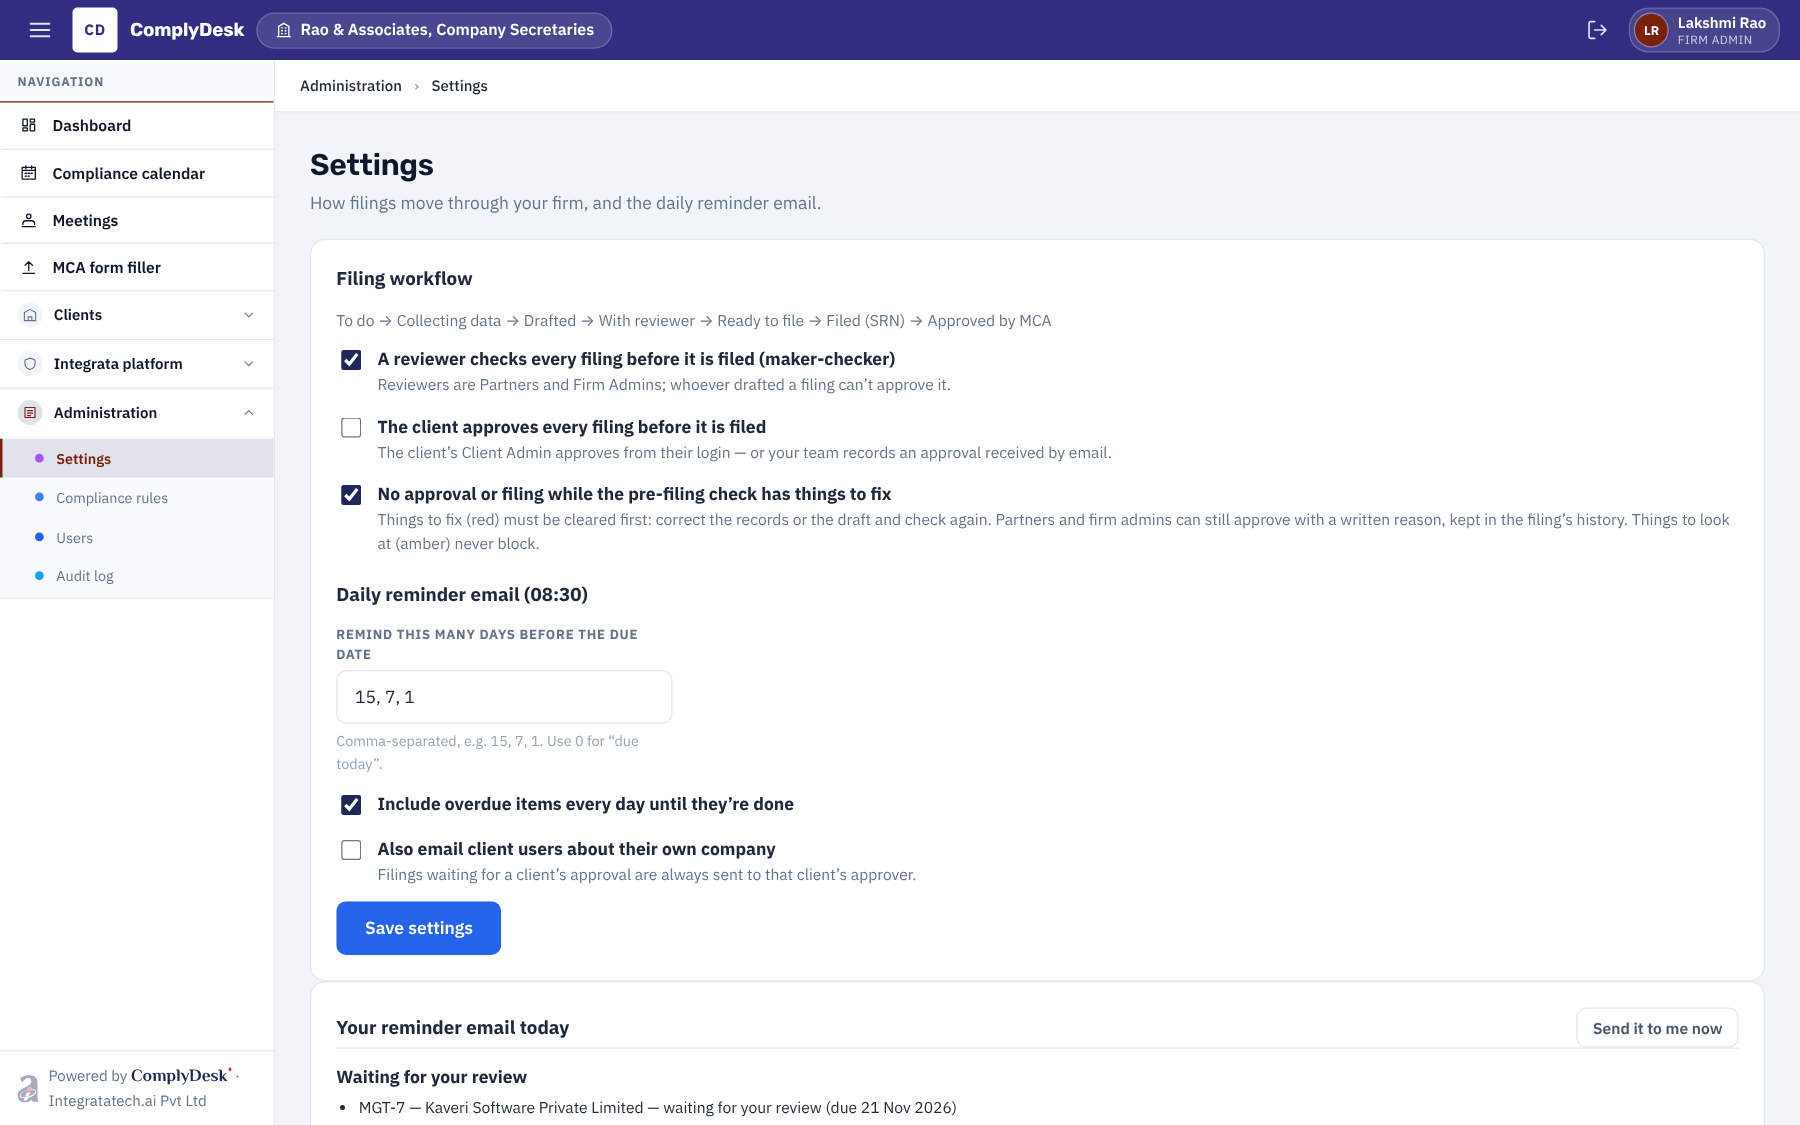 CD
ComplyDesk
Rao & Associates, Company Secretaries
LR
Lakshmi Rao
FIRM ADMIN
NAVIGATION
Dashboard
Compliance calendar
Meetings
MCA form filler
Clients
Integrata platform
Administration
Settings
Compliance rules
Users
Audit log
Powered by ComplyDesk ·
Integratatech.ai Pvt Ltd
Administration › Settings
Settings
How filings move through your firm, and the daily reminder email.
Filing workflow
To do → Collecting data → Drafted → With reviewer → Ready to file → Filed (SRN) → Approved by MCA
A reviewer checks every filing before it is filed (maker-checker)
Reviewers are Partners and Firm Admins; whoever drafted a filing can’t approve it.
The client approves every filing before it is filed
The client’s Client Admin approves from their login — or your team records an approval received by email.
No approval or filing while the pre-filing check has things to fix
Things to fix (red) must be cleared first: correct the records or the draft and check again. Partners and firm admins can still approve with a written reason, kept in the filing’s history. Things to look
at (amber) never block.
Daily reminder email (08:30)
REMIND THIS MANY DAYS BEFORE THE DUE
DATE
15, 7, 1
Comma-separated, e.g. 15, 7, 1. Use 0 for “due
today”.
Include overdue items every day until they’re done
Also email client users about their own company
Filings waiting for a client’s approval are always sent to that client’s approver.
Save settings
Your reminder email today
Send it to me now
Waiting for your review
• MGT-7 — Kaveri Software Private Limited — waiting for your review (due 21 Nov 2026)